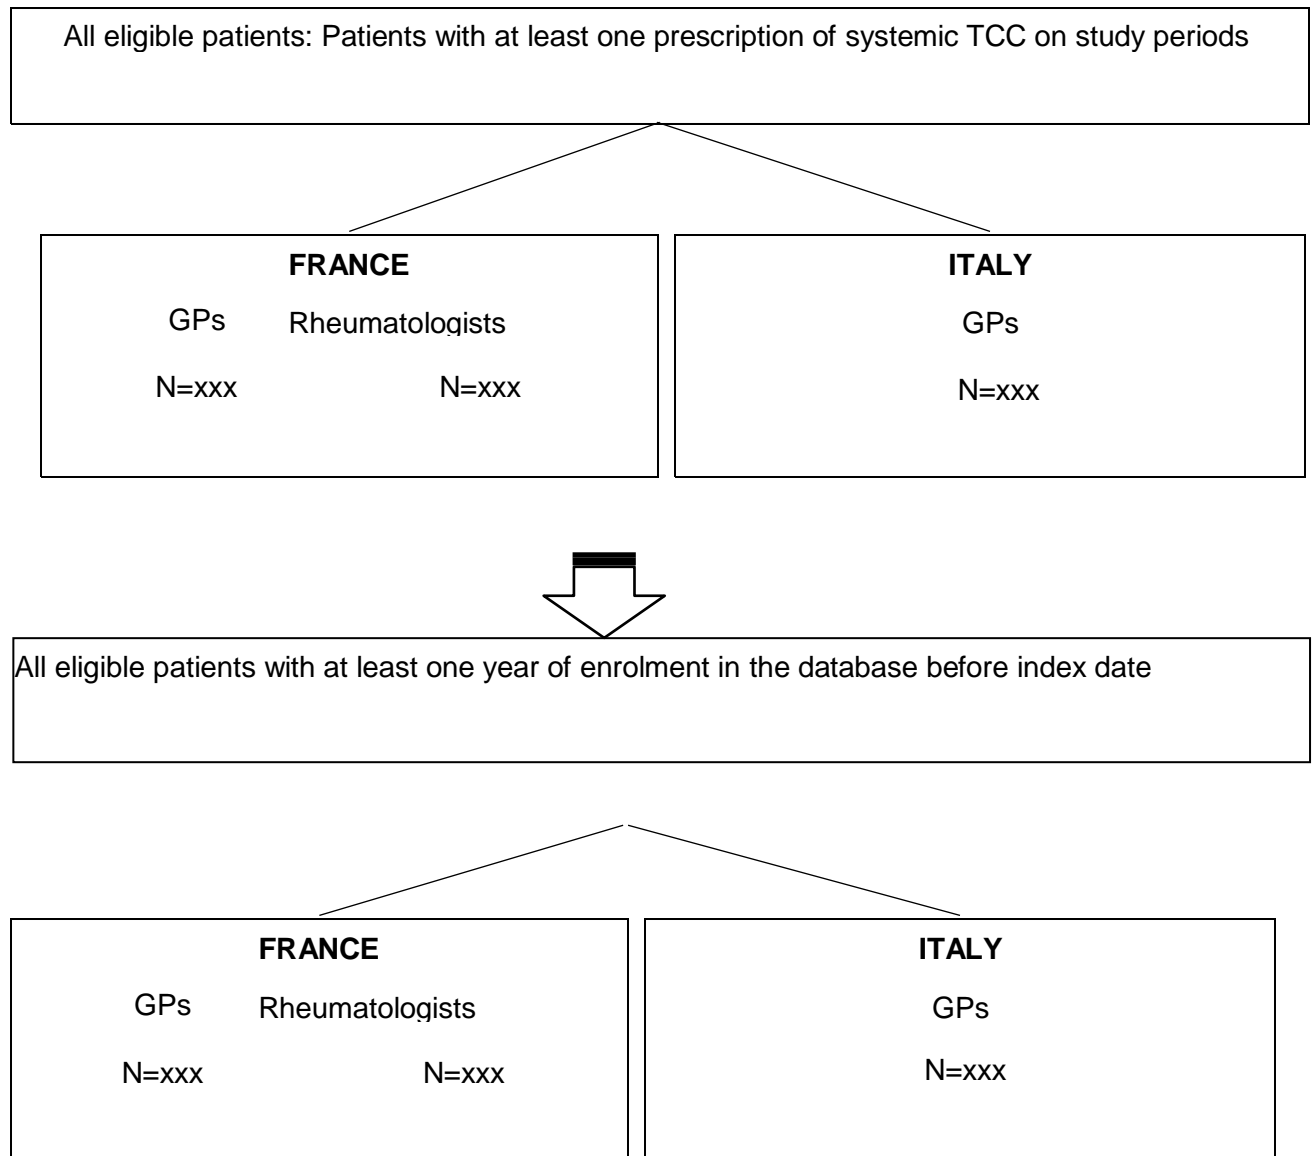 All eligible patients: Patients with at least one prescription of systemic TCC on study periods
FRANCE
GPs Rheumatologists
N=xxx N=xxx
ITALY
GPs
N=xxx
All eligible patients with at least one year of enrolment in the database before index date
FRANCE
GPs Rheumatologists
N=xxx N=xxx
ITALY
GPs
N=xxx